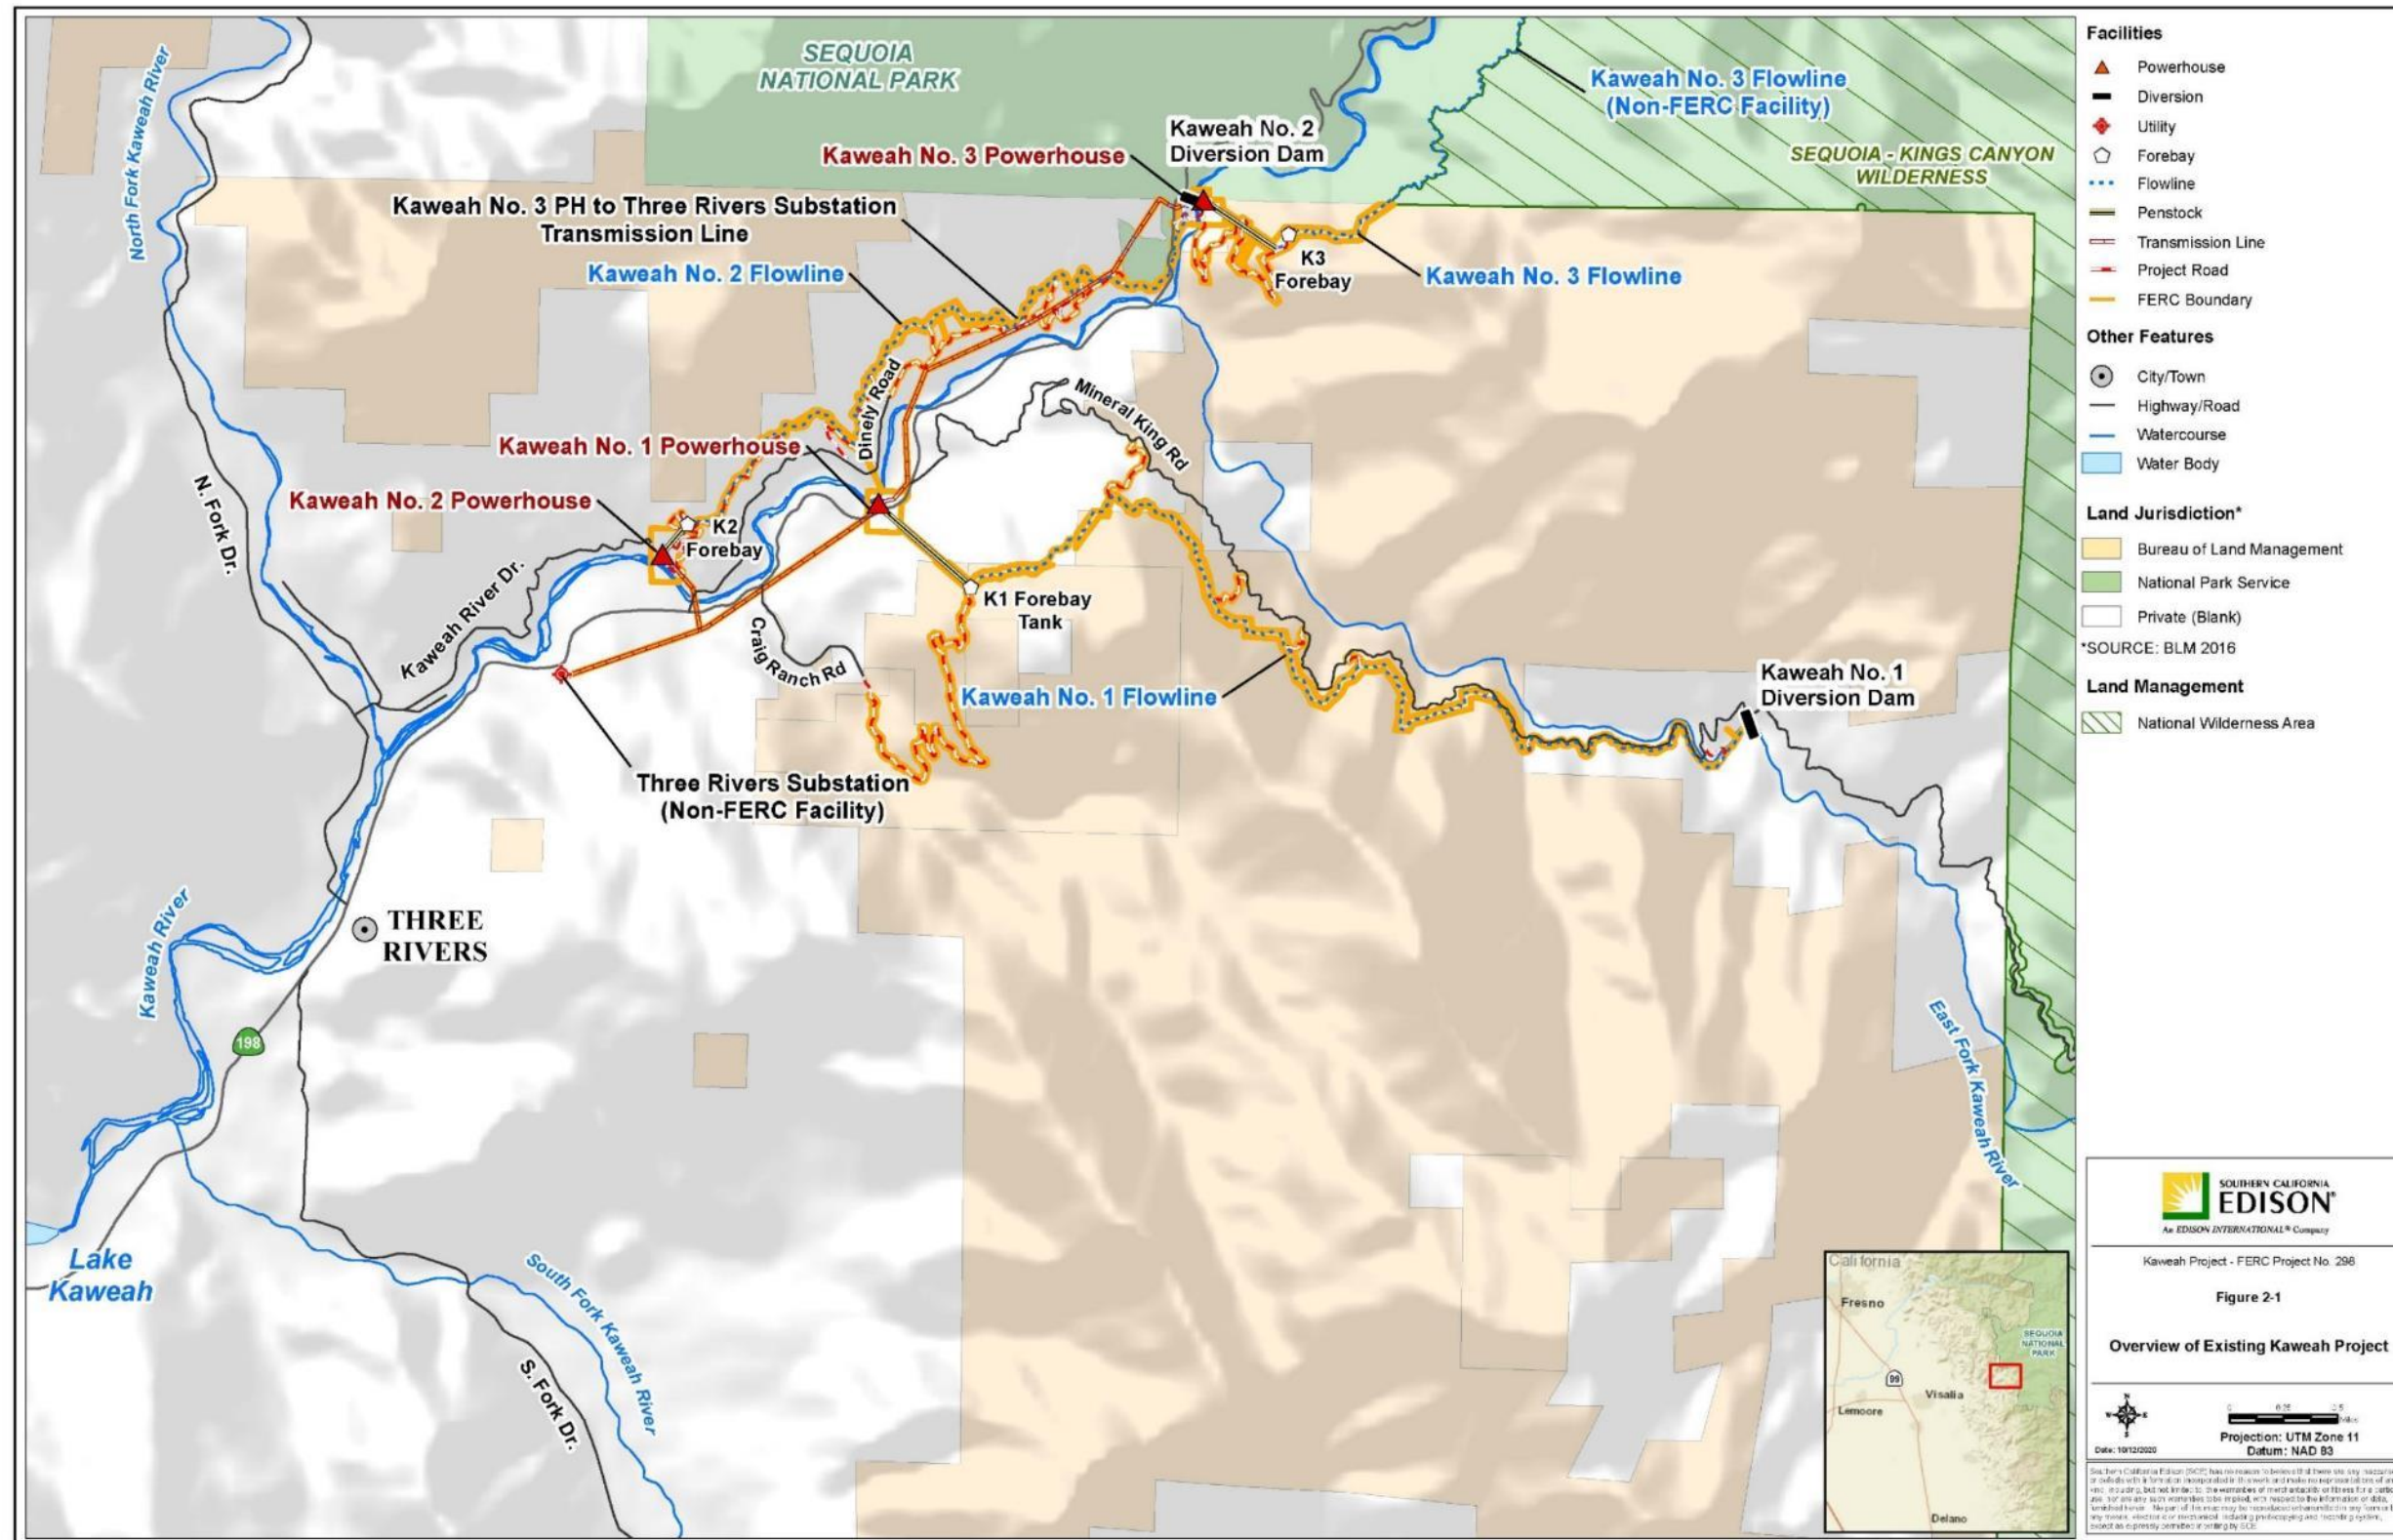 SEQUOIA
NATIONAL PARK
Kaweah No. 3 Flowline
(Non-FERC Facility)
SEQUOIA - KINGS CANYON
WILDERNESS
Kaweah No. 2
Diversion Dam
Kaweah No. 3 Powerhouse
North Fork Kaweah River
Kaweah No. 3 PH to Three Rivers Substation
Transmission Line
Kaweah No. 2 Flowline
K3
Forebay
Kaweah No. 3 Flowline
Dinely Road
Mineral King Rd
Kaweah No. 1 Powerhouse
Kaweah No. 2 Powerhouse
K2
Forebay
N. Fork Dr.
Kaweah River Dr.
K1 Forebay
Tank
Craig Ranch Rd
Kaweah No. 1 Flowline
Kaweah No. 1
Diversion Dam
Three Rivers Substation
(Non-FERC Facility)
THREE
RIVERS
Kaweah River
198
East Fork Kaweah River
Lake
Kaweah
South Fork Kaweah River
S. Fork Dr.
California
Fresno
SEQUOIA
NATIONAL
PARK
99
Visalia
Lemoore
Delano
Facilities
Powerhouse
Diversion
Utility
Forebay
Flowline
Penstock
Transmission Line
Project Road
FERC Boundary
Other Features
City/Town
Highway/Road
Watercourse
Water Body
Land Jurisdiction*
Bureau of Land Management
National Park Service
Private (Blank)
*SOURCE: BLM 2016
Land Management
National Wilderness Area
SOUTHERN CALIFORNIA
EDISON®
An EDISON INTERNATIONAL® Company
Kaweah Project - FERC Project No. 298
Figure 2-1
Overview of Existing Kaweah Project
N
W E
S
0 0.25 0.5
Miles
Date: 10/12/2020
Projection: UTM Zone 11
Datum: NAD 83